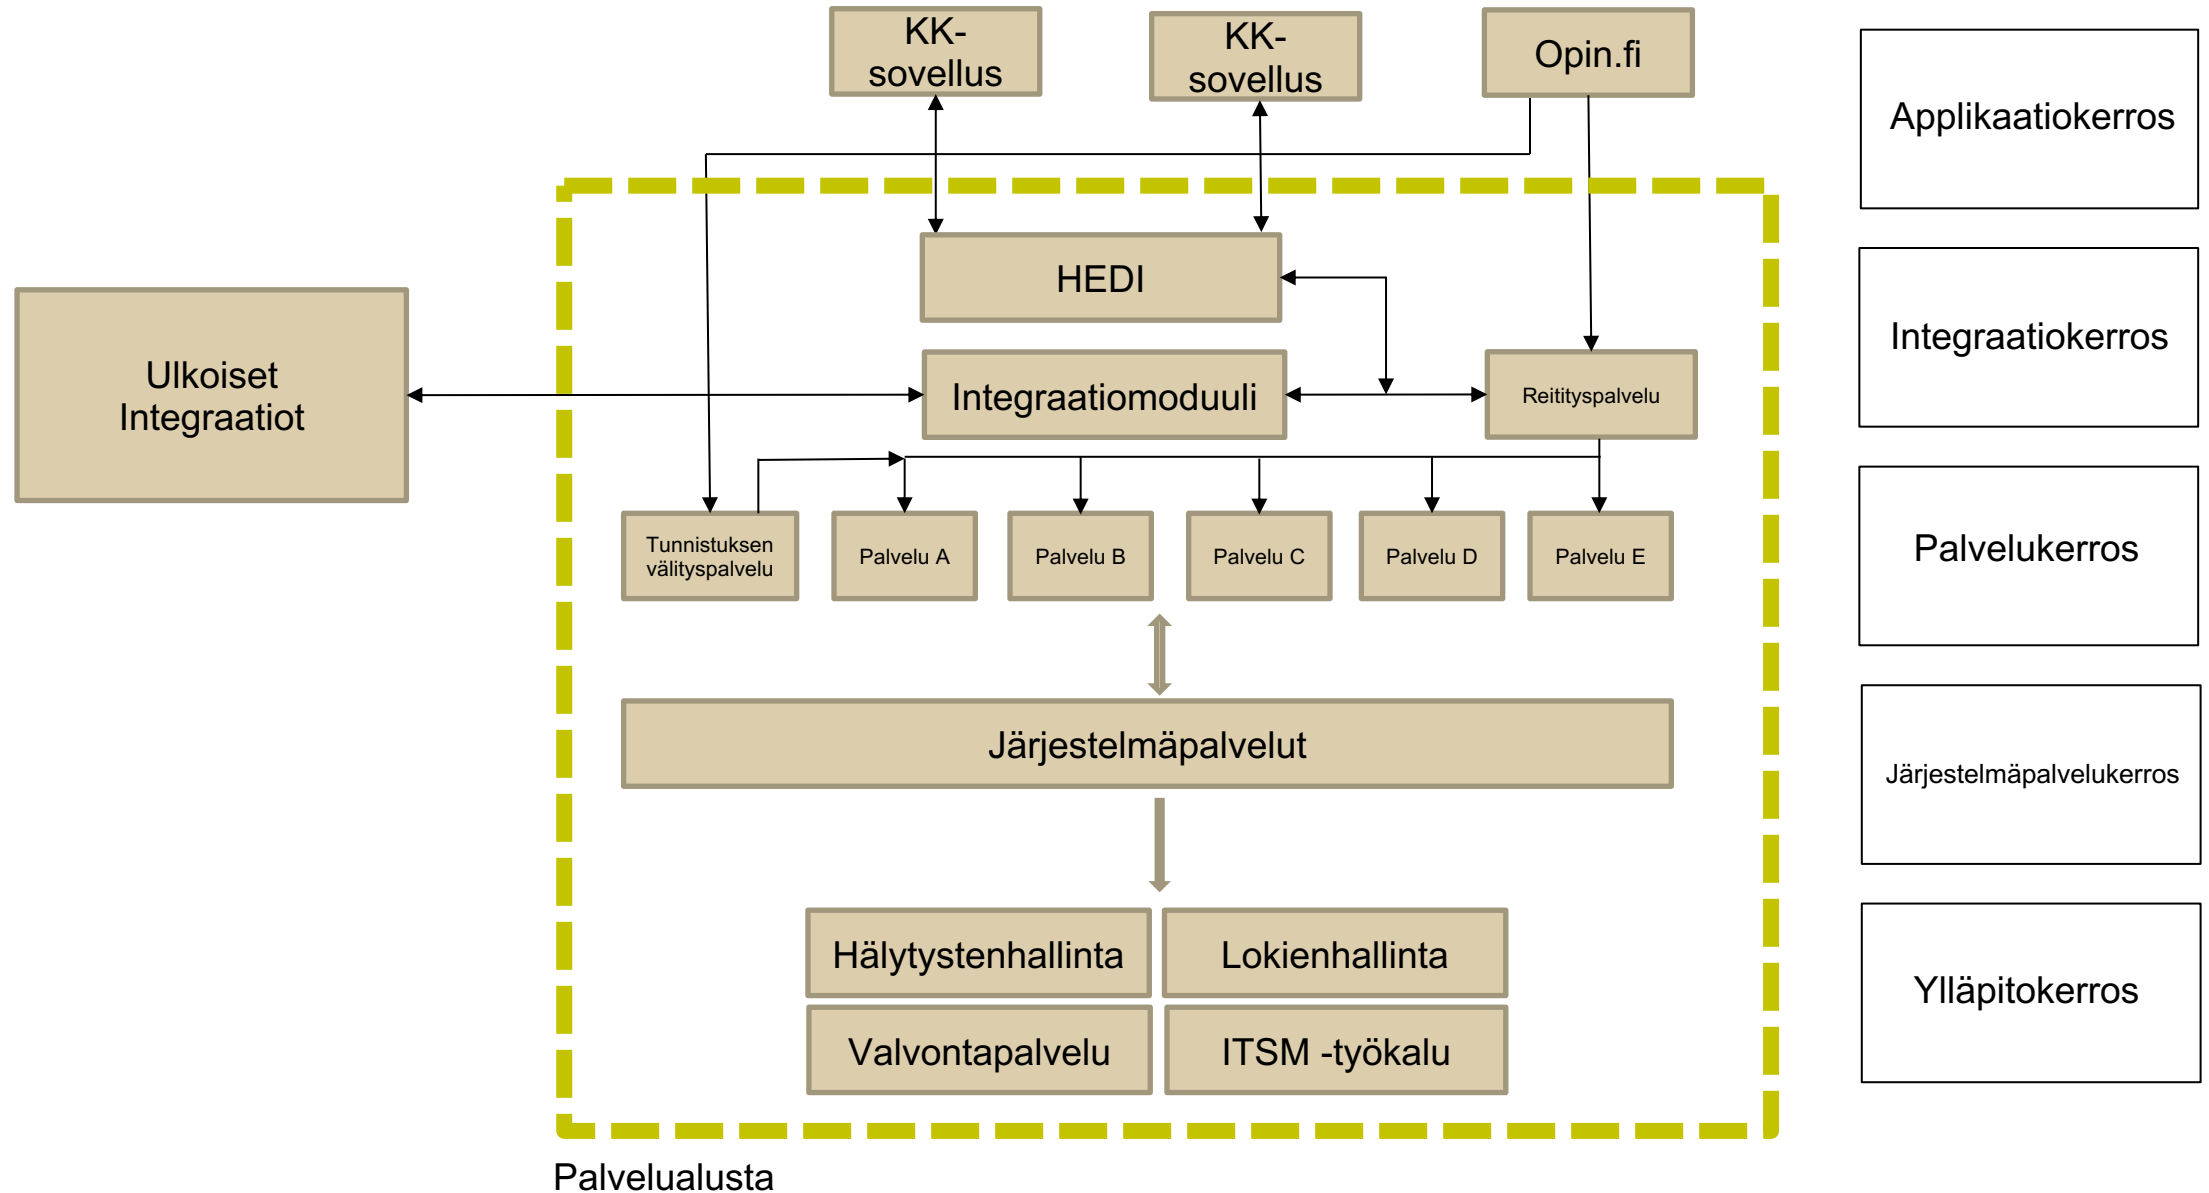 KK-
sovellus
KK-
sovellus
Opin.fi
Applikaatiokerros
HEDI
Integraatiokerros
Ulkoiset
Integraatiot
Integraatiomoduuli
Reitityspalvelu
Tunnistuksen
välityspalvelu
Palvelu A
Palvelu B
Palvelu C
Palvelu D
Palvelu E
Palvelukerros
Järjestelmäpalvelut
Järjestelmäpalvelukerros
Hälytystenhallinta
Lokienhallinta
Valvontapalvelu
ITSM -työkalu
Ylläpitokerros
Palvelualusta